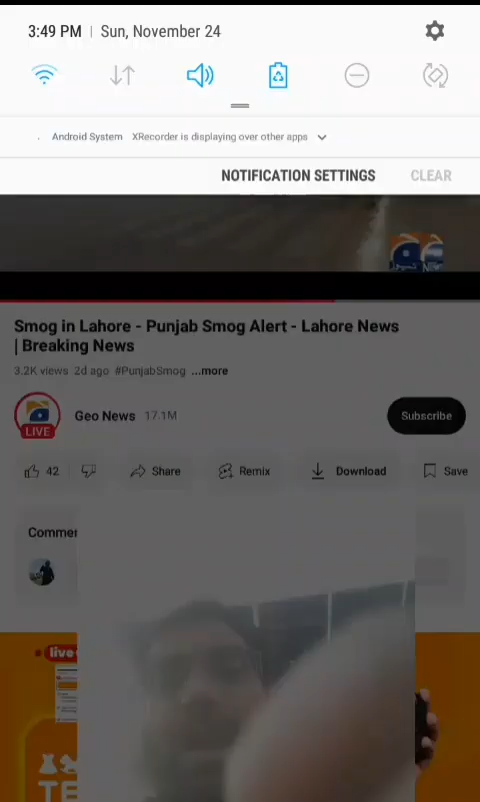 3:49 PM | Sun, November 24
Android System XRecorder is displaying over other apps
NOTIFICATION SETTINGS CLEAR
Smog in Lahore - Punjab Smog Alert - Lahore News
| Breaking News
3.2K views 2d ago #PunjabSmog ...more
LIVE
Geo News 17.1M
Subscribe
42 Share Remix Download Save
Commen
live
TE